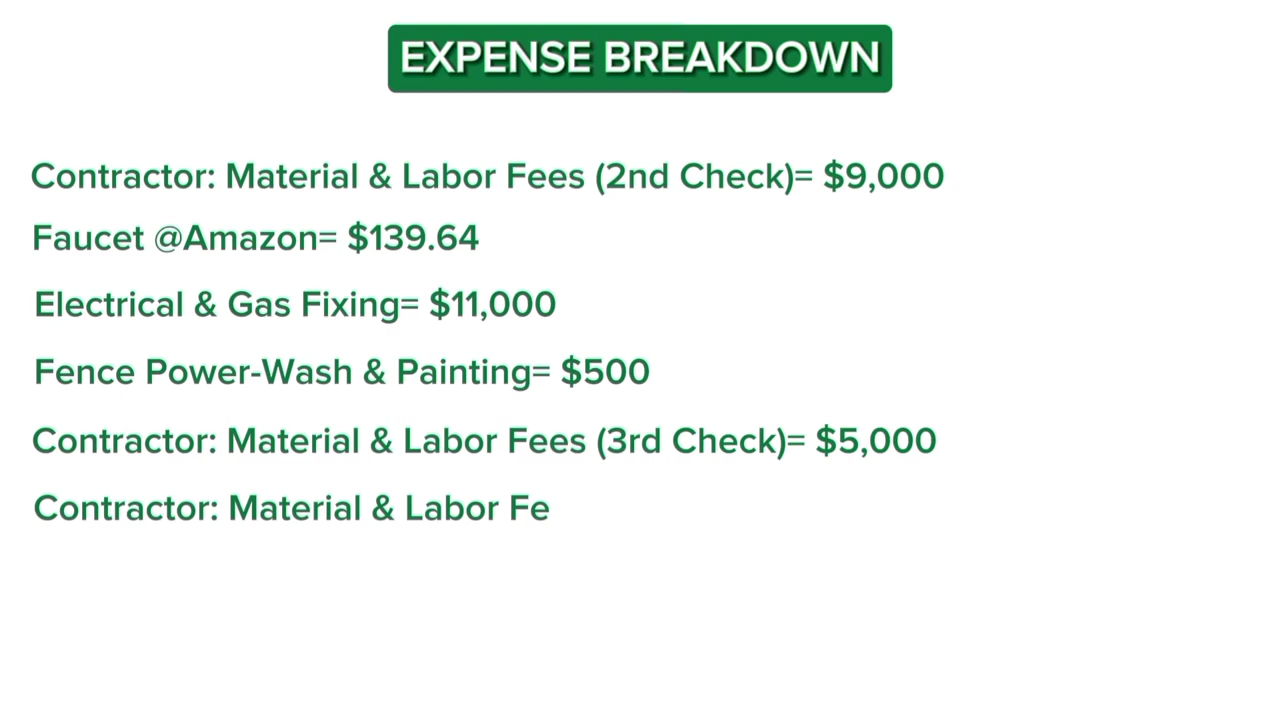 EXPENSE BREAKDOWN
Contractor: Material & Labor Fees (2nd Check)= $9,000
Faucet @Amazon= $139.64
Electrical & Gas Fixing= $11,000
Fence Power-Wash & Painting= $500
Contractor: Material & Labor Fees (3rd Check)= $5,000
Contractor: Material & Labor Fe